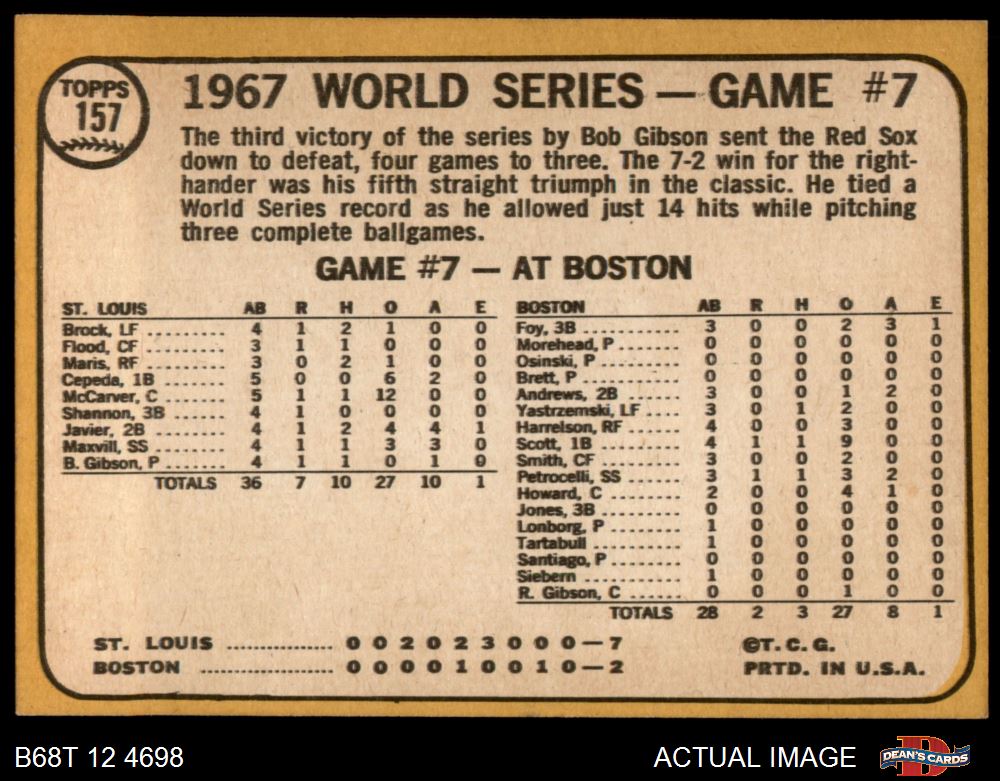 TOPPS
157
1967 WORLD SERIES — GAME #7
The third victory of the series by Bob Gibson sent the Red Sox
down to defeat, four games to three. The 7-2 win for the right-
hander was his fifth straight triumph in the classic. He tied a
World Series record as he allowed just 14 hits while pitching
three complete ballgames.
GAME #7 — AT BOSTON
ST. LOUIS AB R H O A E
Brock, LF ......... 4 1 2 1 0 0
Flood, CF ......... 3 1 1 0 0 0
Maris, RF ......... 3 0 2 1 0 0
Cepeda, 1B ........ 5 0 0 6 2 0
McCarver, C ....... 5 1 1 12 0 0
Shannon, 3B ....... 4 1 0 0 0 0
Javier, 2B ........ 4 1 2 4 4 1
Maxvill, SS ....... 4 1 1 3 3 0
B. Gibson, P ....... 4 1 1 0 1 0
TOTALS 36 7 10 27 10 1
BOSTON AB R H O A E
Foy, 3B ............ 3 0 0 2 3 1
Morehead, P ........ 0 0 0 0 0 0
Osinski, P .......... 0 0 0 0 0 0
Brett, P ............ 0 0 0 0 0 0
Andrews, 2B ........ 3 0 0 1 2 0
Yastrzemski, LF .... 3 0 1 2 0 0
Harrelson, RF ...... 4 0 0 3 0 0
Scott, 1B .......... 4 1 1 9 0 0
Smith, CF .......... 3 0 0 2 0 0
Petrocelli, SS ...... 3 1 1 3 2 0
Howard, C .......... 2 0 0 4 1 0
Jones, 3B .......... 0 0 0 0 0 0
Lonborg, P ......... 1 0 0 0 0 0
Tartabull ........... 1 0 0 0 0 0
Santiago, P ......... 0 0 0 0 0 0
Siebern ............ 1 0 0 0 0 0
R. Gibson, C ....... 0 0 0 1 0 0
TOTALS 28 2 3 27 8 1
ST. LOUIS .............. 0 0 2 0 2 3 0 0 0 — 7
BOSTON ................. 0 0 0 0 1 0 0 1 0 — 2
©T. C. G.
PRTD. IN U.S.A.
B68T 12 4698
ACTUAL IMAGE
D
DEAN'S CARDS